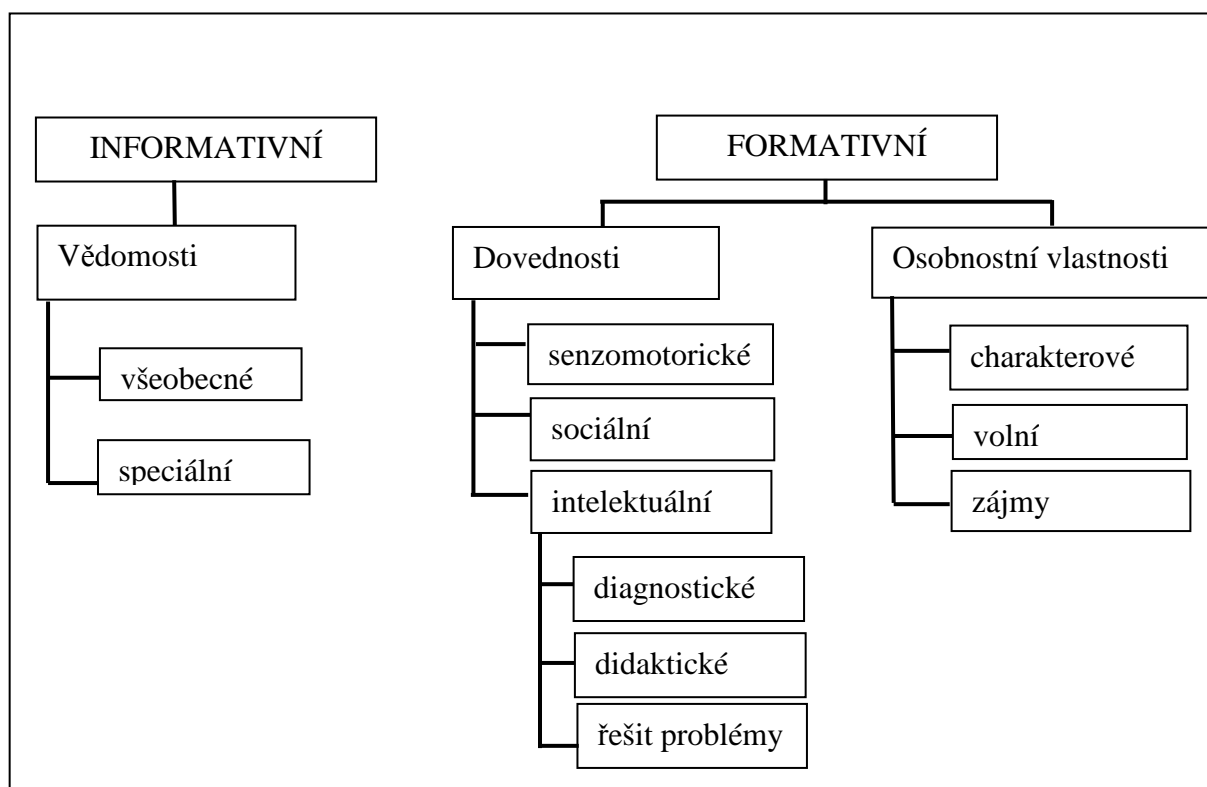 INFORMATIVNÍ
Vědomosti
všeobecné
speciální
FORMATIVNÍ
Dovednosti
senzomotorické
sociální
intelektuální
diagnostické
didaktické
řešit problémy
Osobnostní vlastnosti
charakterové
volní
zájmy